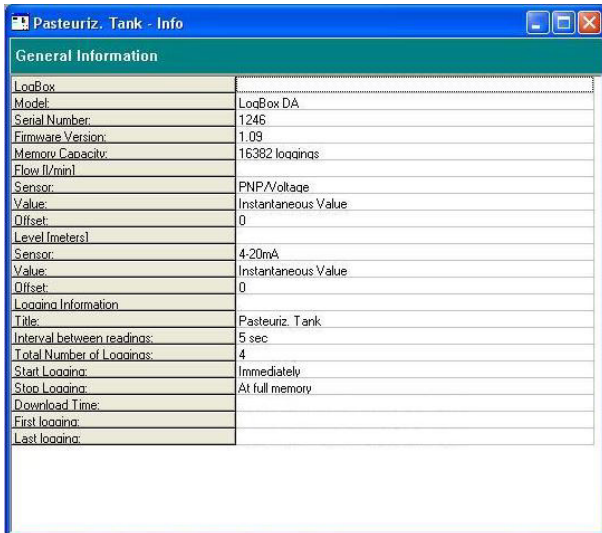 Pasteuriz. Tank - Info
General Information
LogBox
Model: LogBox DA
Serial Number: 1246
Firmware Version: 1.09
Memory Capacity: 16382 loggings
Flow [l/min]
Sensor: PNP/Voltage
Value: Instantaneous Value
Offset: 0
Level [meters]
Sensor: 4-20mA
Value: Instantaneous Value
Offset: 0
Logging Information
Title: Pasteuriz. Tank
Interval between readings: 5 sec
Total Number of Loggings: 4
Start Logging: Immediately
Stop Logging: At full memory
Download Time:
First logging:
Last logging: